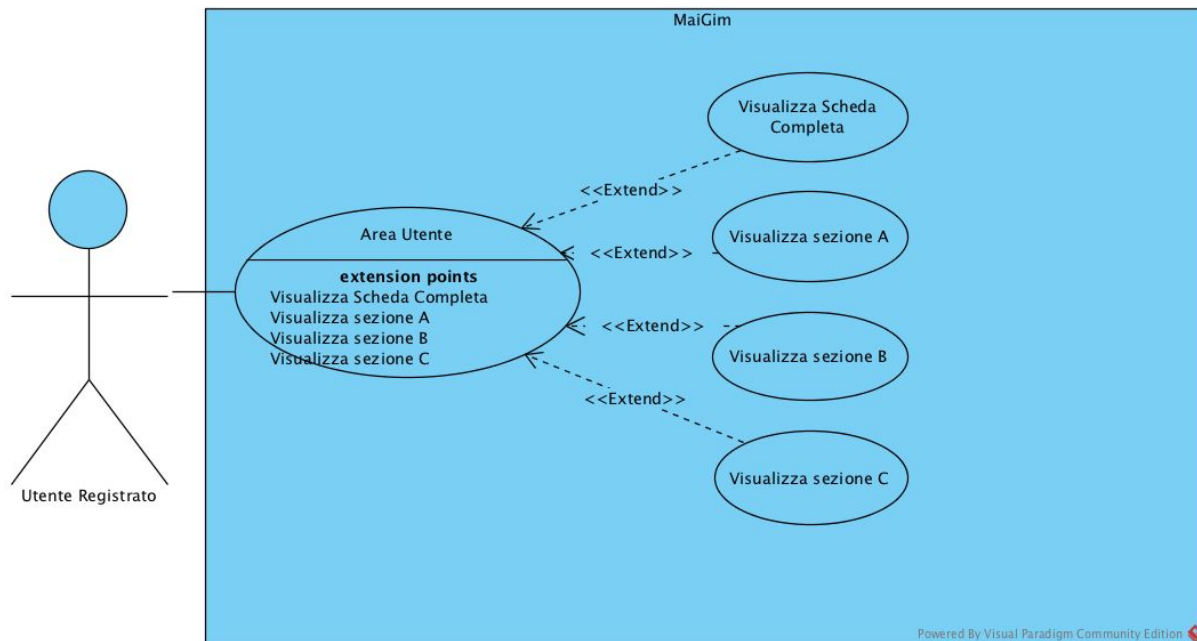 MaiGim
Visualizza Scheda
Completa
<<Extend>>
Visualizza sezione A
Area Utente
<<Extend>>
extension points
Visualizza Scheda Completa
Visualizza sezione A
Visualizza sezione B
Visualizza sezione C
<<Extend>>
Visualizza sezione B
<<Extend>>
Visualizza sezione C
Utente Registrato
Powered By Visual Paradigm Community Edition